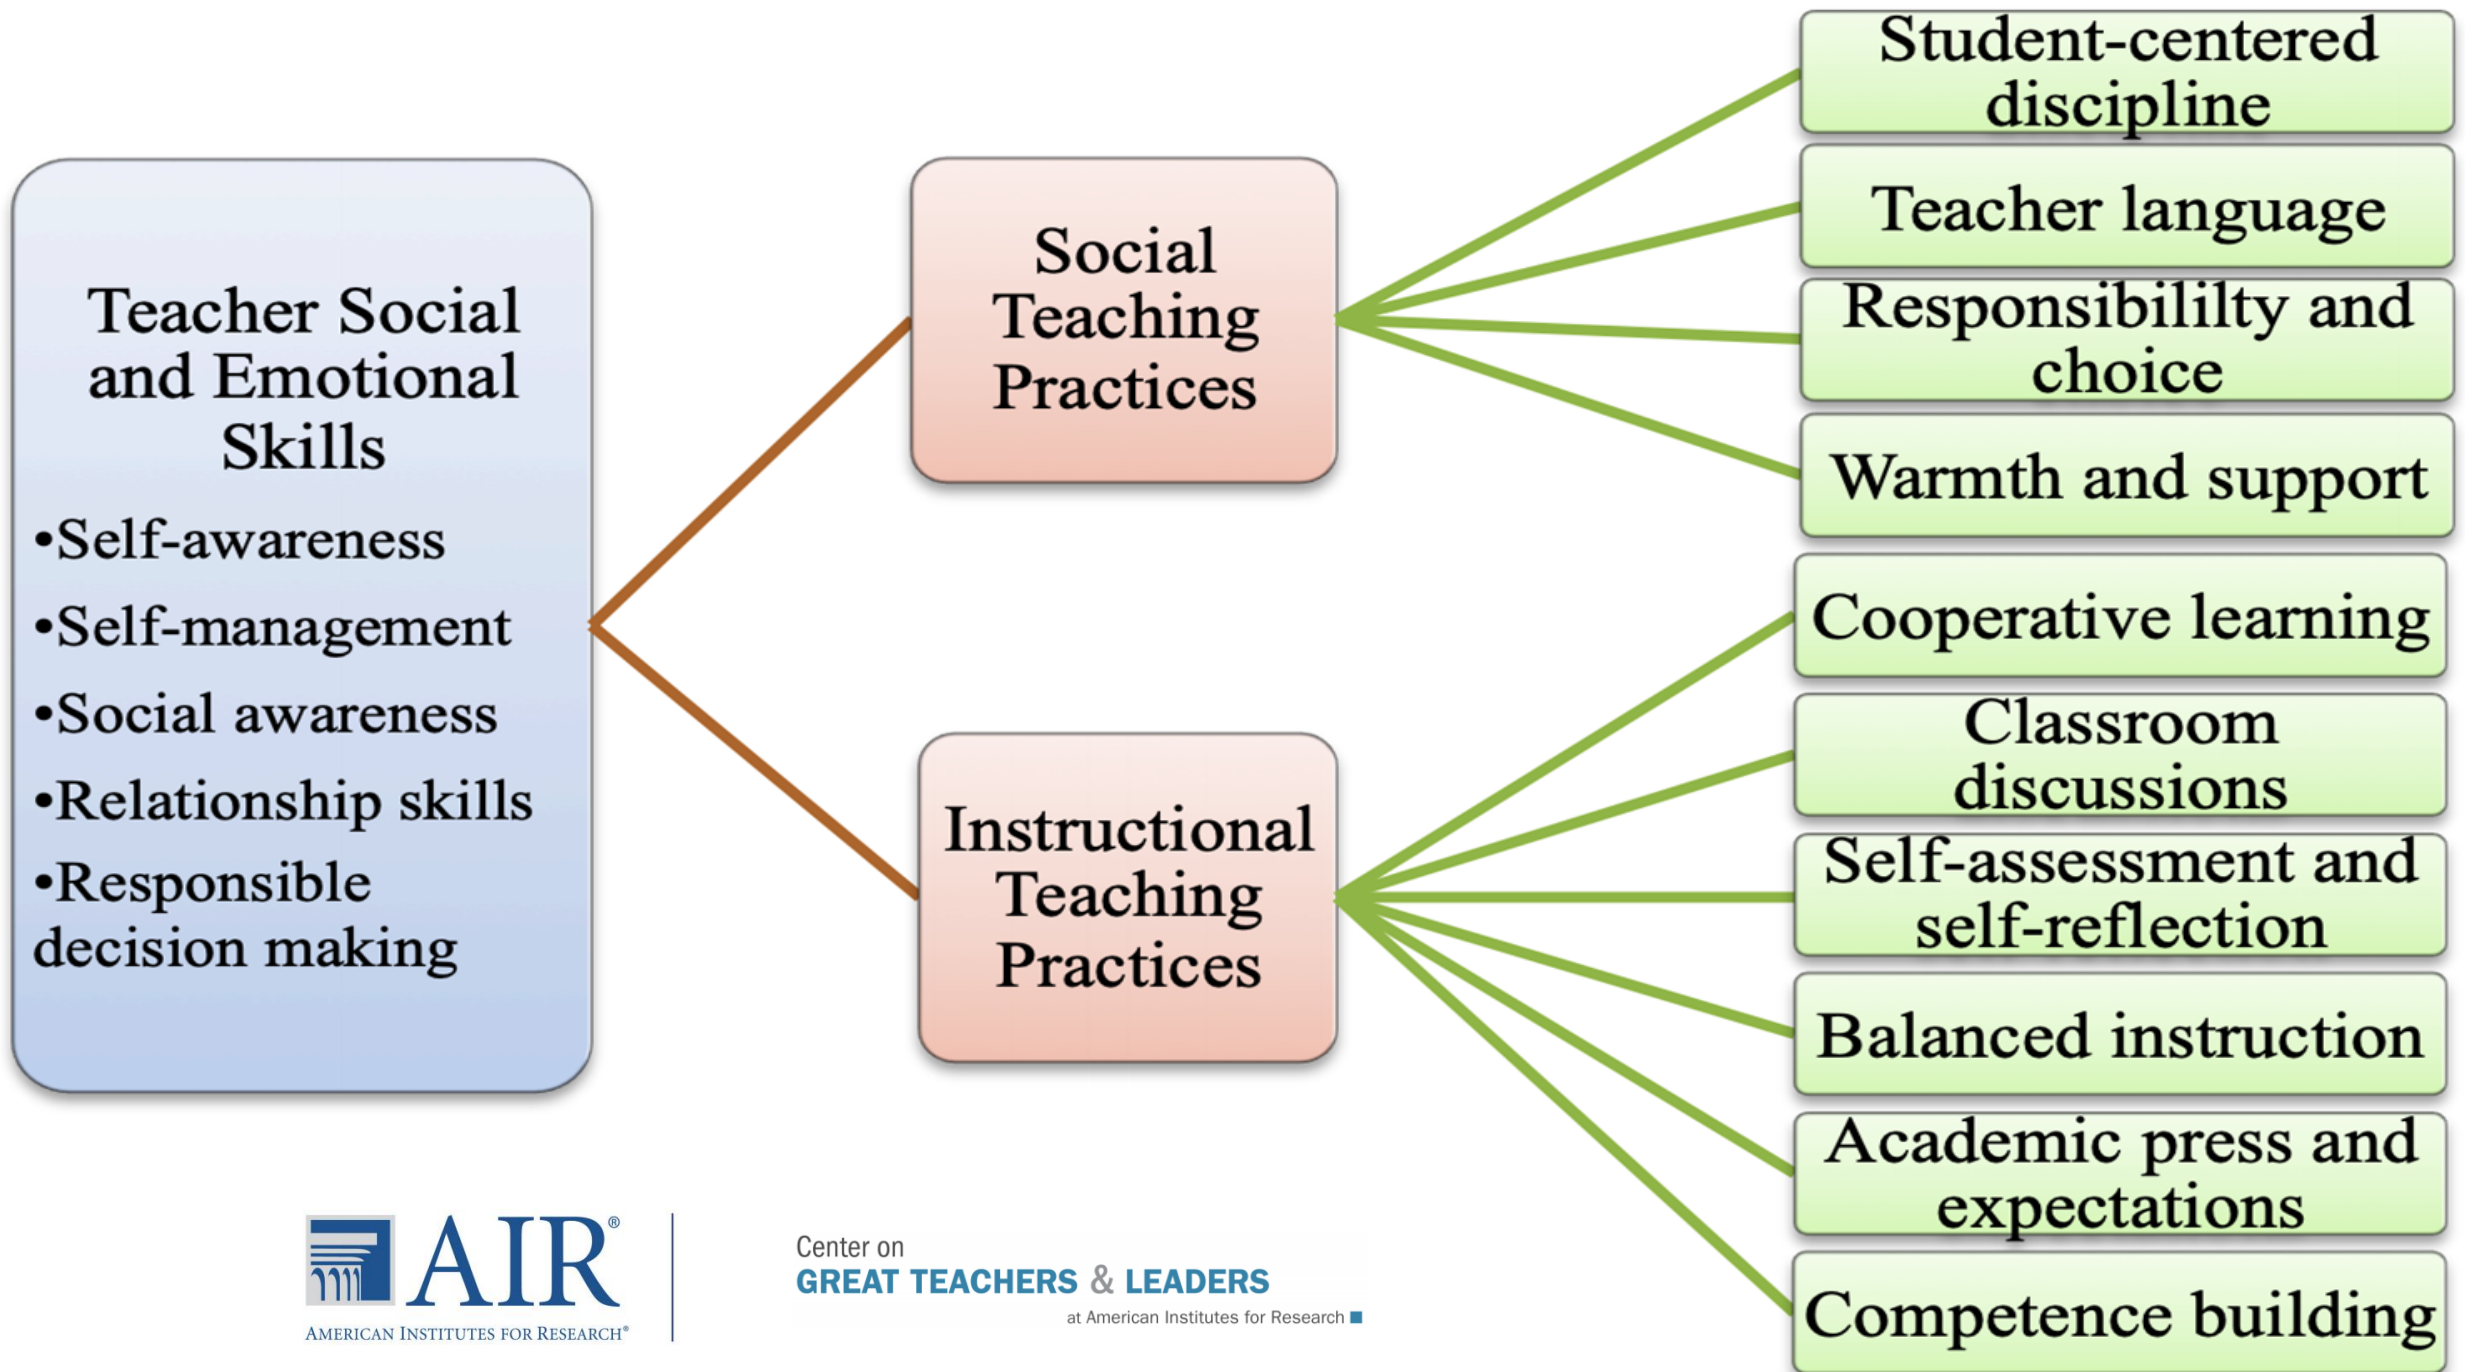 Teacher Social
and Emotional
Skills
•Self-awareness
•Self-management
•Social awareness
•Relationship skills
•Responsible
decision making
Social
Teaching
Practices
Student-centered
discipline
Teacher language
Responsibililty and
choice
Warmth and support
Instructional
Teaching
Practices
Cooperative learning
Classroom
discussions
Self-assessment and
self-reflection
Balanced instruction
Academic press and
expectations
Competence building
AIR®
AMERICAN INSTITUTES FOR RESEARCH®
Center on
GREAT TEACHERS & LEADERS
at American Institutes for Research